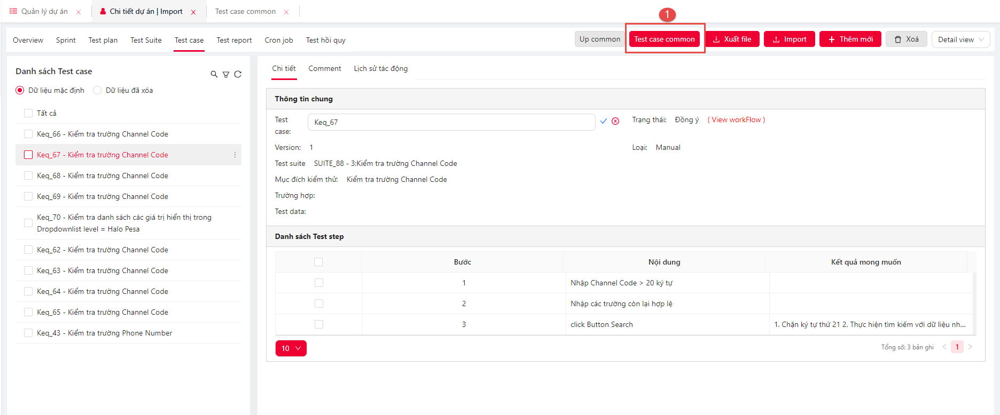 Quản lý dự án
Chi tiết dự án | Import
Test case common
1
Overview
Sprint
Test plan
Test Suite
Test case
Test report
Cron job
Test hồi quy
Up common
Test case common
Xuất file
Import
Thêm mới
Xoá
Detail view
Danh sách Test case
Dữ liệu mặc định
Dữ liệu đã xóa
Tất cả
Keq_66 - Kiểm tra trường Channel Code
Keq_67 - Kiểm tra trường Channel Code
Keq_68 - Kiểm tra trường Channel Code
Keq_69 - Kiểm tra trường Channel Code
Keq_70 - Kiểm tra danh sách các giá trị hiển thị trong
Dropdownlist level = Halo Pesa
Keq_62 - Kiểm tra trường Channel Code
Keq_63 - Kiểm tra trường Channel Code
Keq_64 - Kiểm tra trường Channel Code
Keq_65 - Kiểm tra trường Channel Code
Keq_43 - Kiểm tra trường Phone Number
Chi tiết
Comment
Lịch sử tác động
Thông tin chung
Test
case:
Keq_67
Trạng thái: Đồng ý ( View workFlow )
Version: 1
Loại: Manual
Test suite SUITE_88 - 3:Kiểm tra trường Channel Code
Mục đích kiểm thử: Kiểm tra trường Channel Code
Trường hợp:
Test data:
Danh sách Test step
Bước
Nội dung
Kết quả mong muốn
1
Nhập Channel Code > 20 ký tự
2
Nhập các trường còn lại hợp lệ
3
click Button Search
1. Chặn ký tự thứ 21 2. Thực hiện tìm kiếm với dữ liệu nh...
10
Tổng số: 3 bản ghi
1